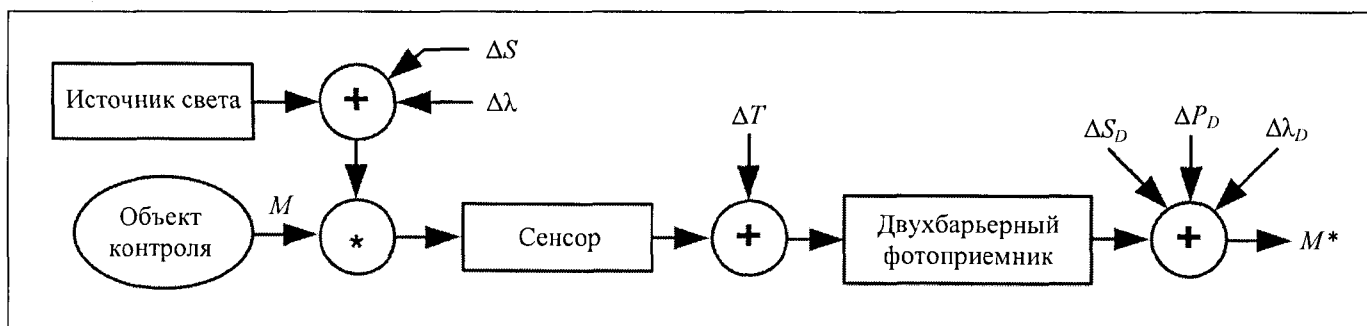 Источник света
+
ΔS
Δλ
Объект
контроля
M
*
Сенсор
ΔT
+
Двухбарьерный
фотоприемник
ΔS_D
ΔP_D
Δλ_D
+
M*